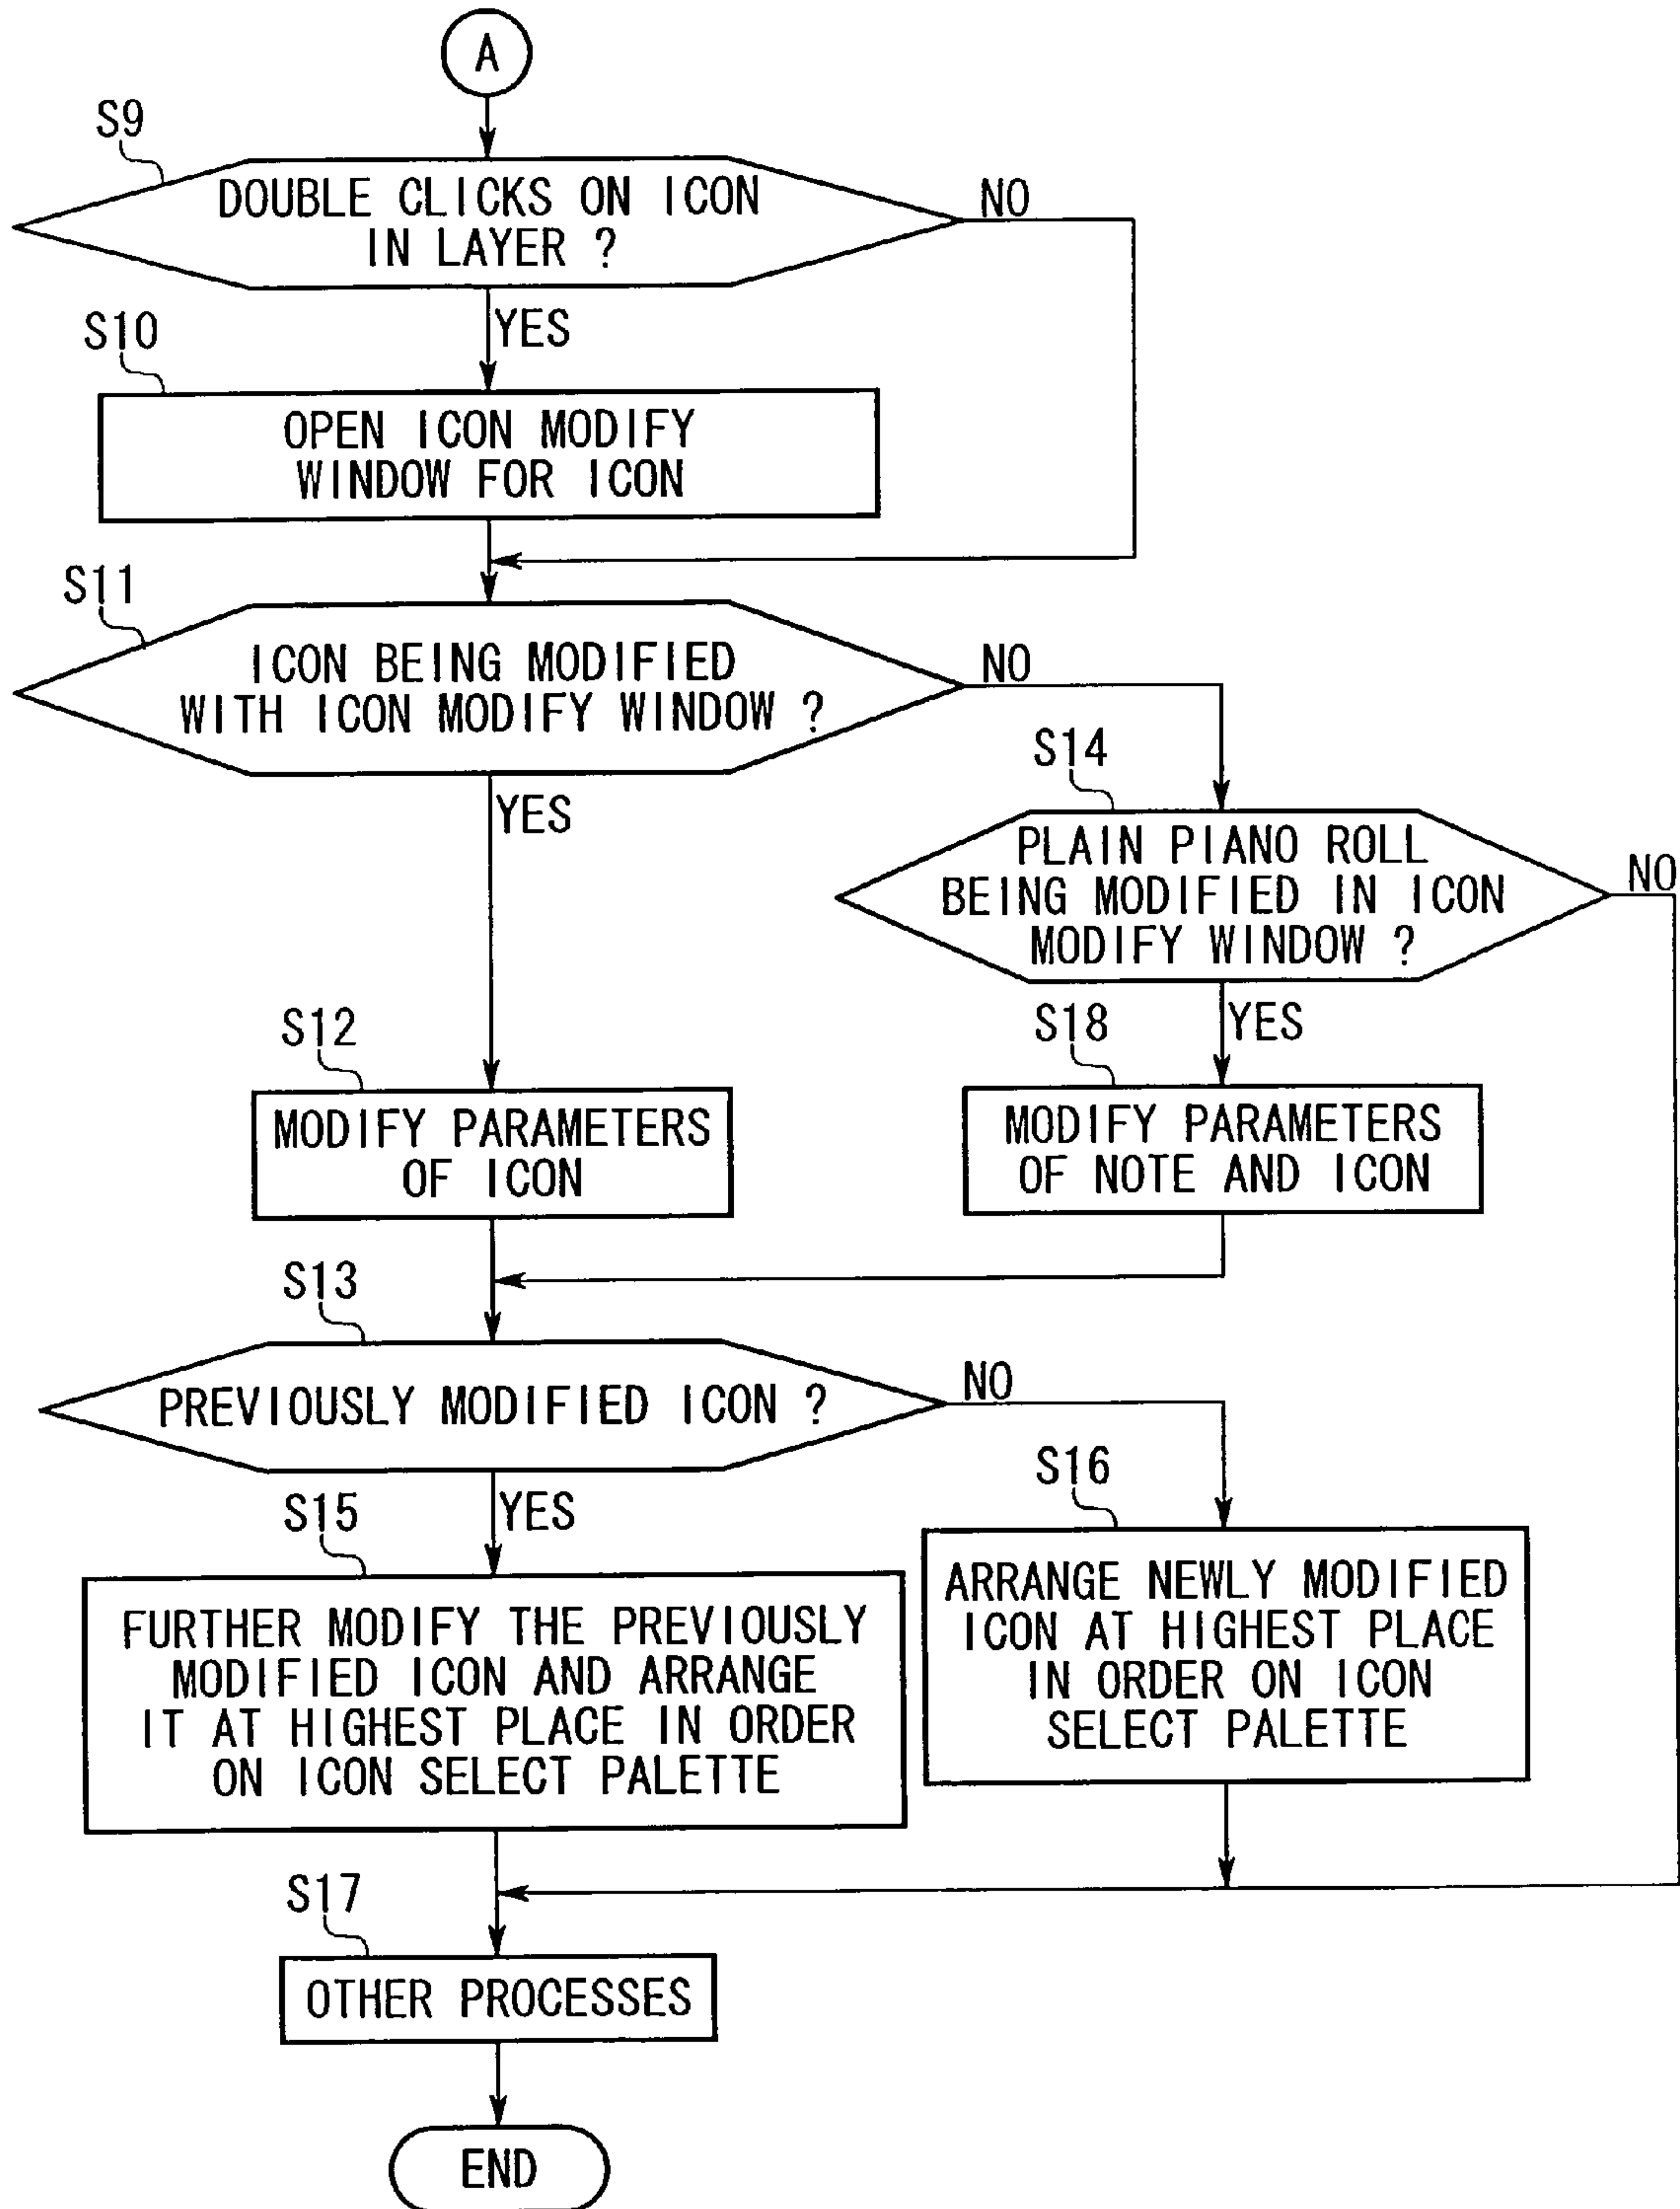 A
S9
DOUBLE CLICKS ON ICON
IN LAYER ?
NO
YES
S10
OPEN ICON MODIFY
WINDOW FOR ICON
S11
ICON BEING MODIFIED
WITH ICON MODIFY WINDOW ?
NO
YES
S14
PLAIN PIANO ROLL
BEING MODIFIED IN ICON
MODIFY WINDOW ?
NO
YES
S12
MODIFY PARAMETERS
OF ICON
S18
MODIFY PARAMETERS
OF NOTE AND ICON
S13
PREVIOUSLY MODIFIED ICON ?
NO
YES
S15
FURTHER MODIFY THE PREVIOUSLY
MODIFIED ICON AND ARRANGE
IT AT HIGHEST PLACE IN ORDER
ON ICON SELECT PALETTE
S16
ARRANGE NEWLY MODIFIED
ICON AT HIGHEST PLACE
IN ORDER ON ICON
SELECT PALETTE
S17
OTHER PROCESSES
END